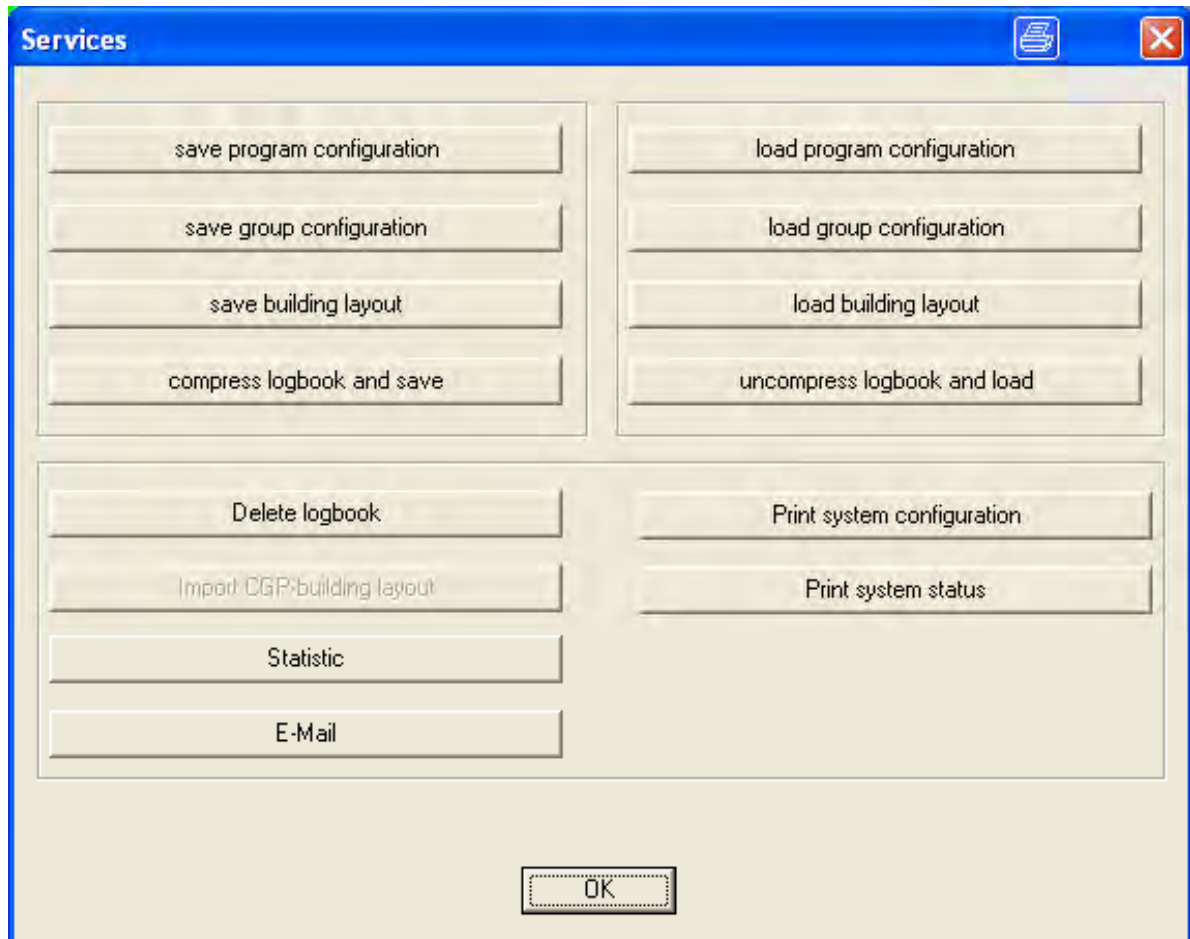 Services
save program configuration
load program configuration
save group configuration
load group configuration
save building layout
load building layout
compress logbook and save
uncompress logbook and load
Delete logbook
Print system configuration
Import CGP-building layout
Print system status
Statistic
E-Mail
OK